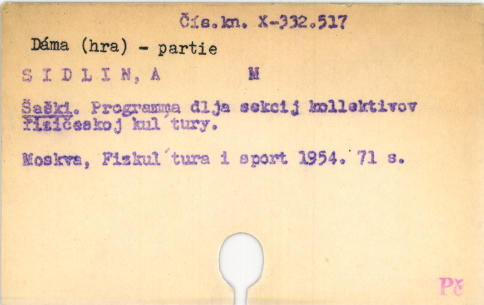 Čís.kn. X-332.517
Dáma (hra) - partie
S I D L I N, A M
Šaški. Programma dlja sekcij kollektivov
fizičeskoj kul´tury.
Moskva, Fizkul´tura i sport 1954. 71 s.
Pč